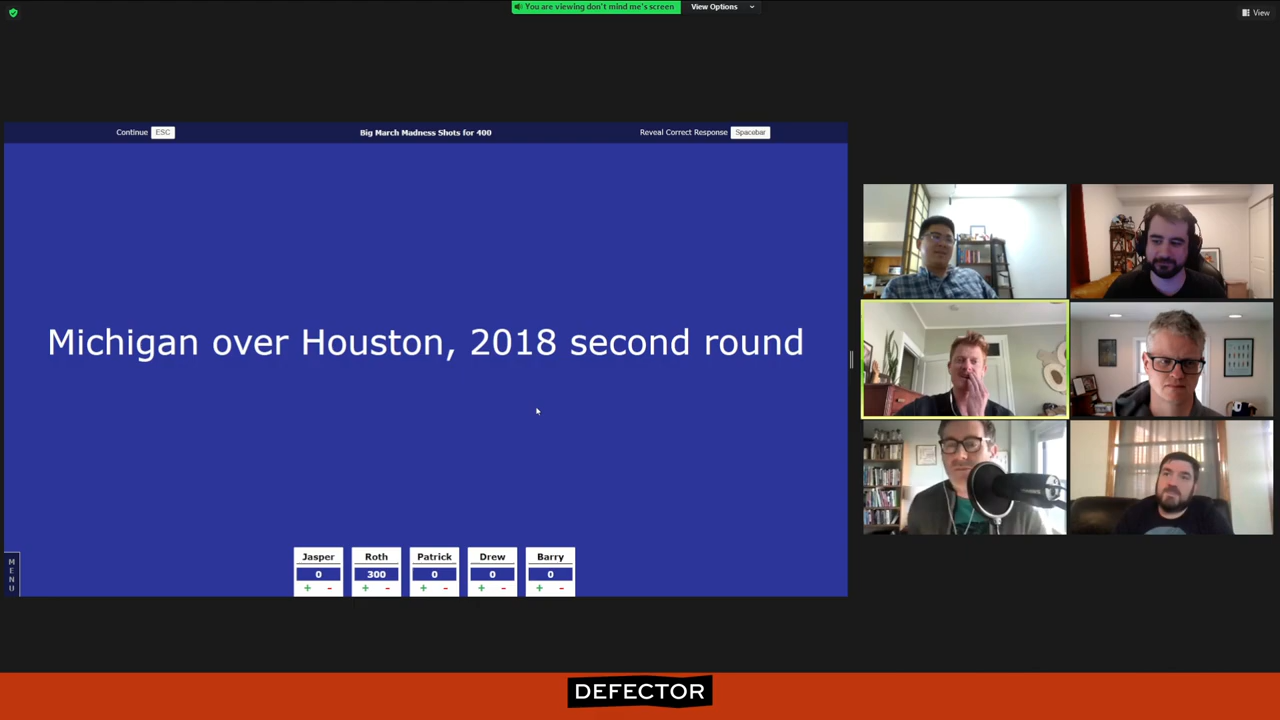 You are viewing don't mind me's screen
View Options
View
Continue ESC
Big March Madness Shots for 400
Reveal Correct Response Spacebar
Michigan over Houston, 2018 second round
MENU
Jasper Roth Patrick Drew Barry
0 300 0 0 0
+ - + - + - + - + -
DEFECTOR